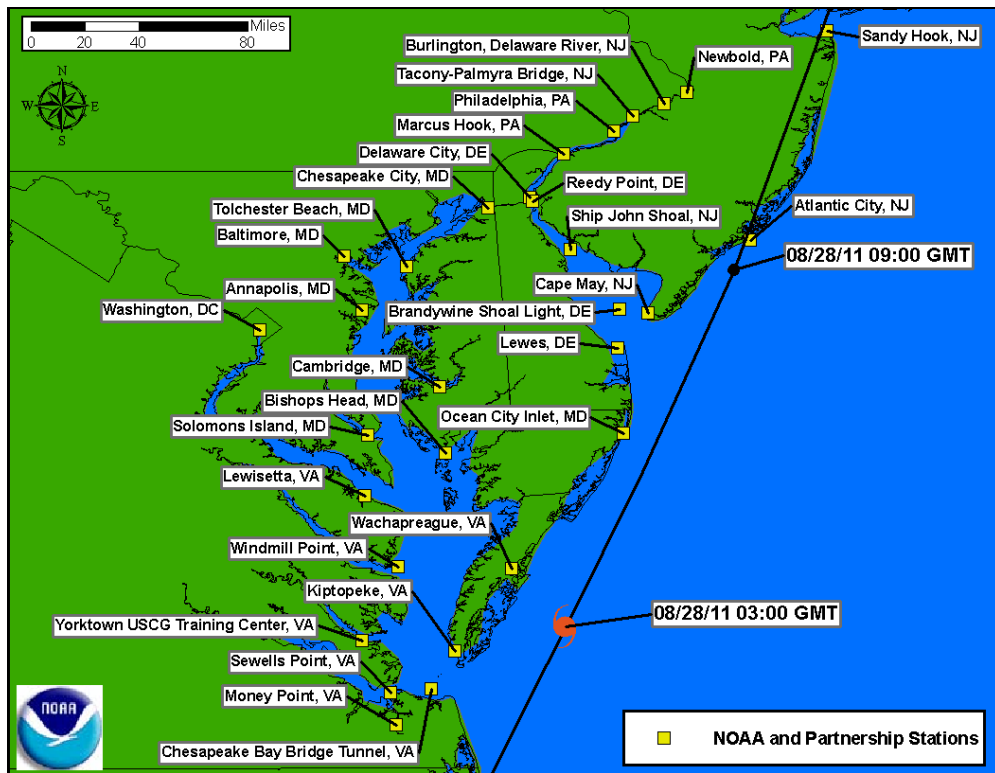 Miles
0 20 40 80
N
W E
S
Sandy Hook, NJ
Burlington, Delaware River, NJ
Newbold, PA
Tacony-Palmyra Bridge, NJ
Philadelphia, PA
Marcus Hook, PA
Delaware City, DE
Chesapeake City, MD
Reedy Point, DE
Tolchester Beach, MD
Atlantic City, NJ
Ship John Shoal, NJ
Baltimore, MD
08/28/11 09:00 GMT
Cape May, NJ
Annapolis, MD
Washington, DC
Brandywine Shoal Light, DE
Lewes, DE
Cambridge, MD
Bishops Head, MD
Ocean City Inlet, MD
Solomons Island, MD
Lewisetta, VA
Wachapreague, VA
Windmill Point, VA
Kiptopeke, VA
08/28/11 03:00 GMT
Yorktown USCG Training Center, VA
Sewells Point, VA
Money Point, VA
Chesapeake Bay Bridge Tunnel, VA
NOAA
NOAA and Partnership Stations